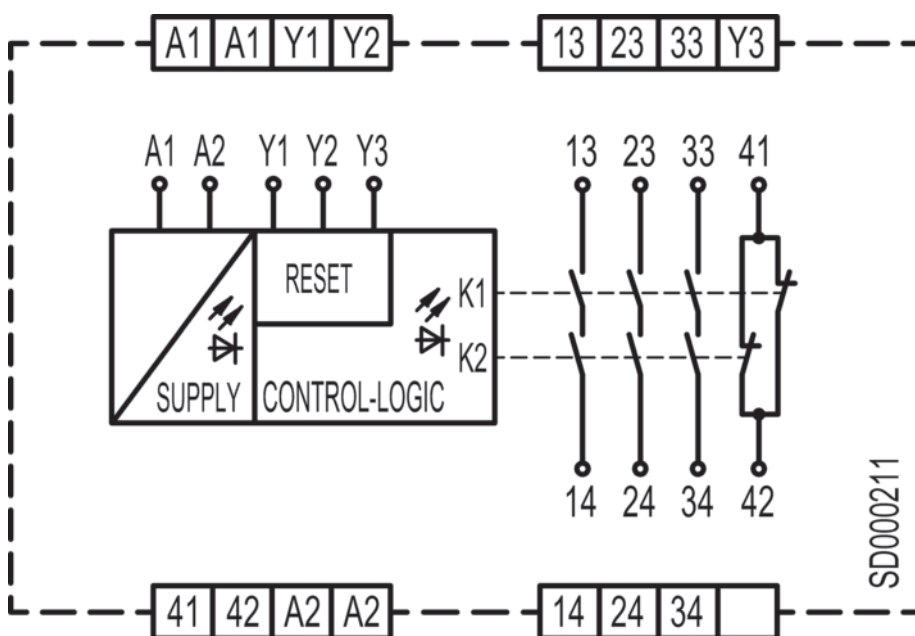 A1 A1 Y1 Y2 13 23 33 Y3
A1 A2 Y1 Y2 Y3 13 23 33 41
RESET
K1
K2
SUPPLY CONTROL-LOGIC
14 24 34 42
SD000211
41 42 A2 A2 14 24 34